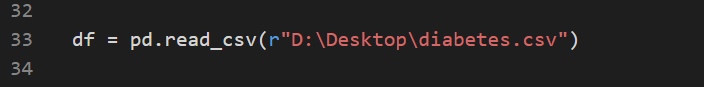 32
33 df = pd.read_csv(r"D:\Desktop\diabetes.csv")
34